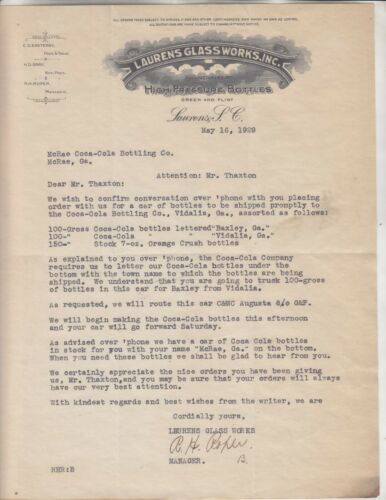 ALL ORDERS TAKEN SUBJECT TO STRIKES, FIRES
LAURENS GLASS WORKS, INC.
MANUFACTURERS OF
HIGH PRESSURE BOTTLES
GREEN AND FLINT
Laurens, S.C.
May 16, 1929
McRae Coca-Cola Bottling Co.
McRae, Ga.
Attention: Mr. Thaxton
Dear Mr. Thaxton:
We wish to confirm conversation over 'phone with you placing
order with us for a car of bottles to be shipped promptly to
the Coca-Cola Bottling Co., Vidalia, Ga., assorted as follows:
100-Gross Coca-Cola bottles lettered"Baxley, Ga."
100-" Coca-Cola " " "Vidalia, Ga."
150-" Stock 7-oz. Orange Crush bottles
As explained to you over 'phone, the Coca-Cola Company
requires us to letter our Coca-Cola bottles under the
bottom with the town name to which the bottles are being
shipped. We understand that you are going to truck 100-gross
of bottles in this car for Baxley from Vidalia.
As requested, we will route this car C&WC Augusta c/o G&F.
We will begin making the Coca-Cola bottles this afternoon
and your car will go forward Saturday.
As advised over 'phone we have a car of Coca Cola bottles
in stock for you with your name "McRae, Ga." on the bottom.
When you need these bottles we shall be glad to hear from you.
We certainly appreciate the nice orders you have been giving
us, Mr. Thaxton,and you may be sure that your orders will always
have our very best attention.
With kindest regards and best wishes from the writer, we are
Cordially yours,
LAURENS GLASS WORKS
MANAGER. B.
HHR:B